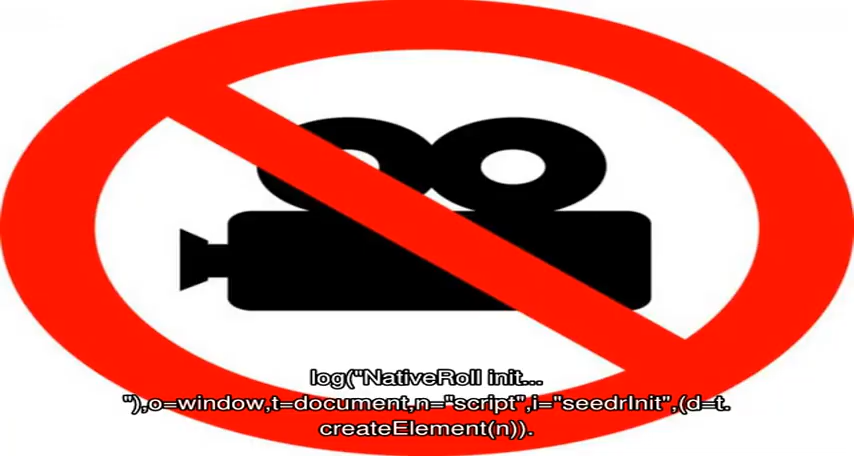 log("NativeRoll init...
"),o=window,t=document,n="script",i="seedrInit",(d=t.
createElement(n)).